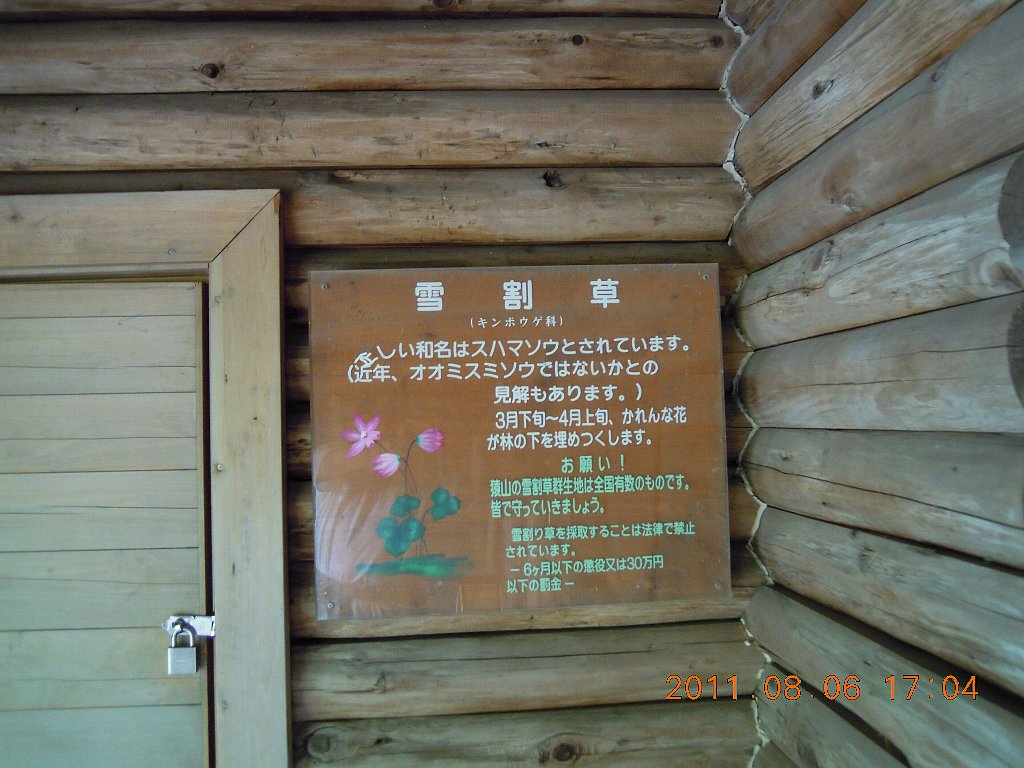 雪割草
(キンポウゲ科)
しい和名はスハマソウとされています。
(近年、オオミスミソウではないかとの
見解もあります。)
3月下旬~4月上旬、かれんな花
が林の下を埋めつくします。
お願い!
猿山の雪割草群生地は全国有数のものです。
皆で守っていきましょう。
雪割り草を採取することは法律で禁止
されています。
-6ヶ月以下の懲役又は30万円
以下の罰金-
2011.08.06 17:04